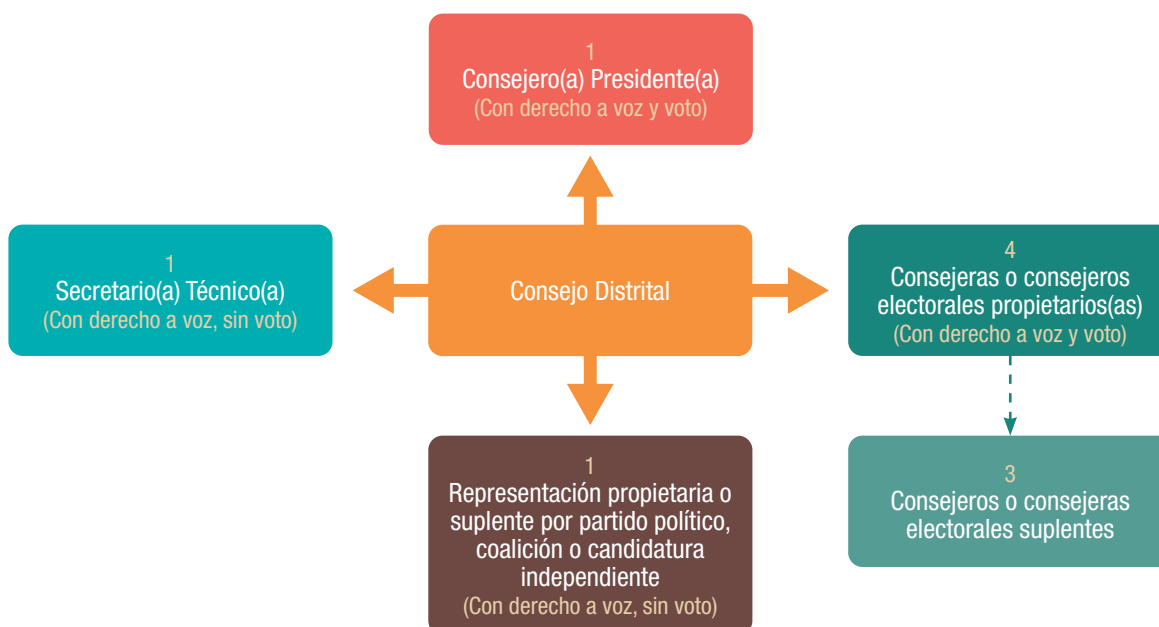 1
Consejero(a) Presidente(a)
(Con derecho a voz y voto)
1
Secretario(a) Técnico(a)
(Con derecho a voz, sin voto)
Consejo Distrital
4
Consejeras o consejeros
electorales propietarios(as)
(Con derecho a voz y voto)
1
Representación propietaria o
suplente por partido político,
coalición o candidatura
independiente
(Con derecho a voz, sin voto)
3
Consejeros o consejeras
electorales suplentes